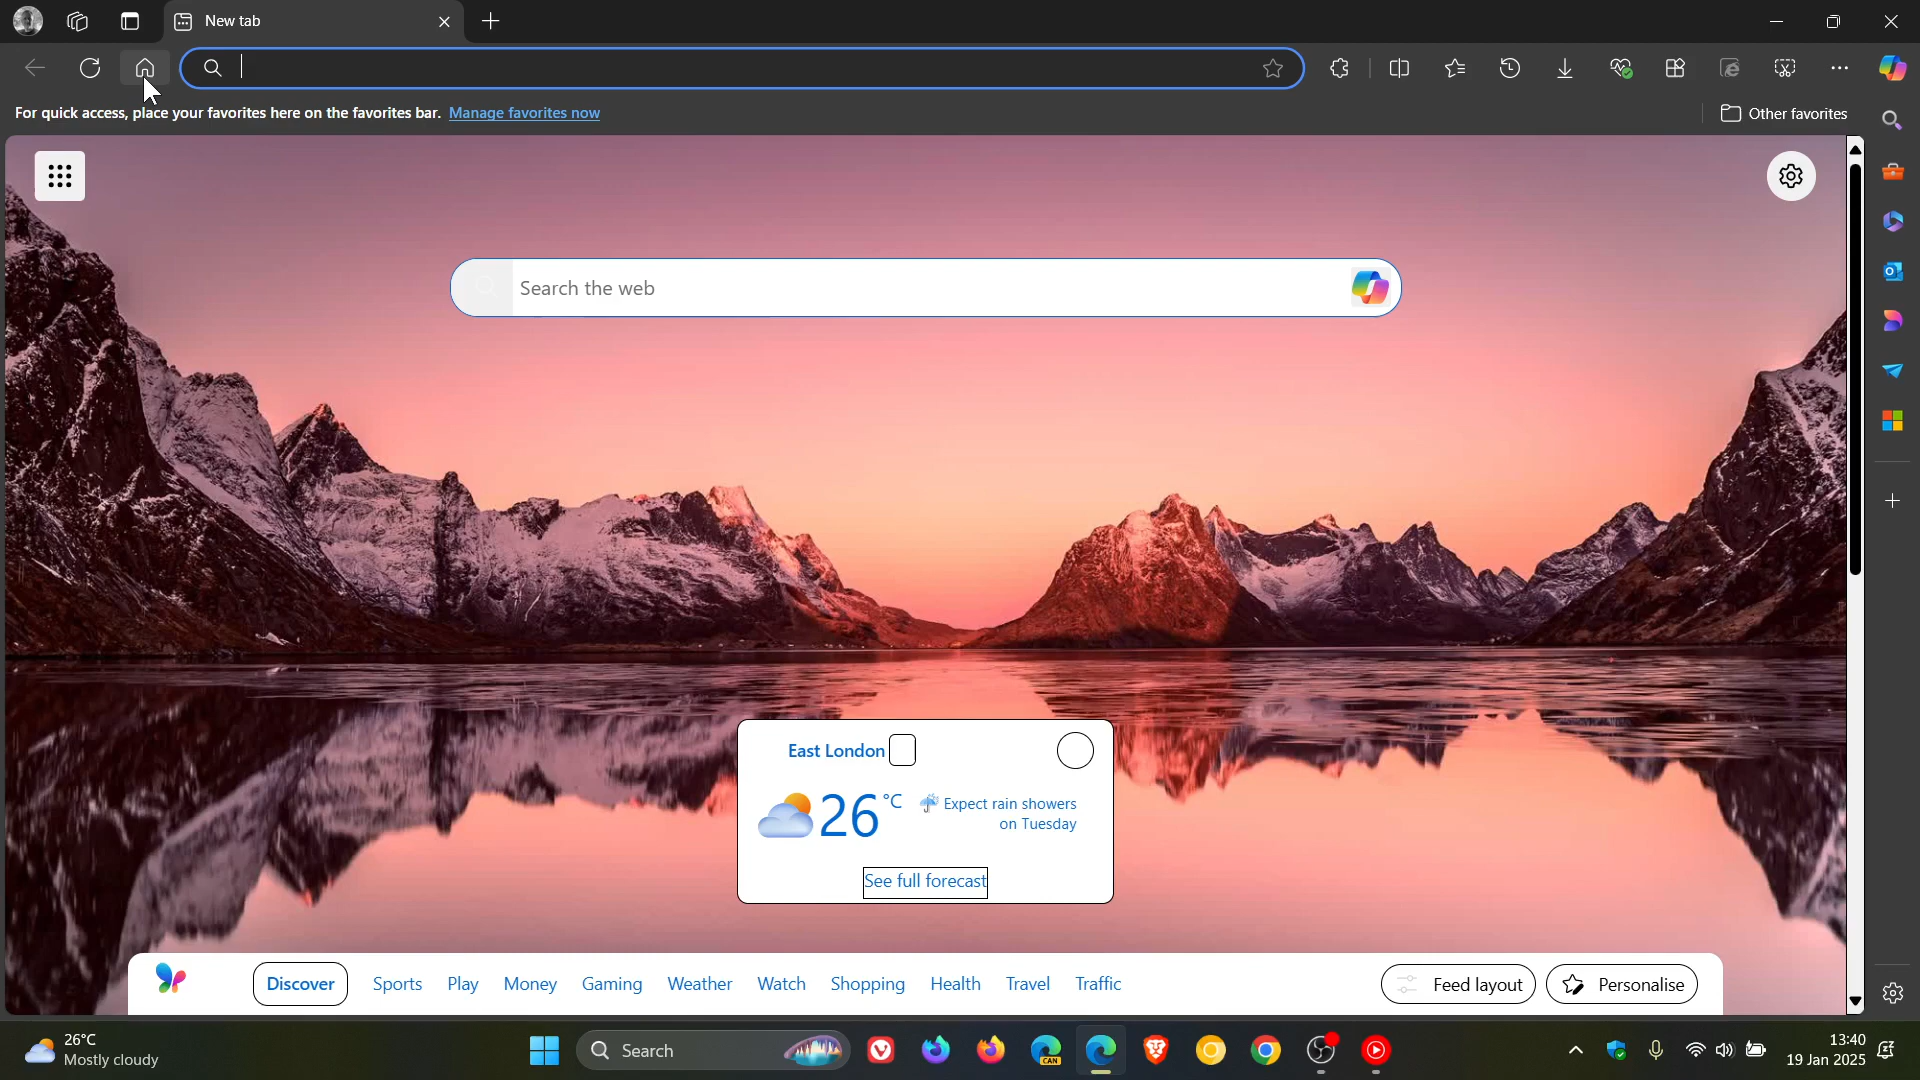 New tab
For quick access, place your favorites here on the favorites bar. Manage favorites now
Other favorites
Search the web
East London
26 °C
Expect rain showers
on Tuesday
See full forecast
Discover Sports Play Money Gaming Weather Watch Shopping Health Travel Traffic
Feed layout
Personalise
26°C
Mostly cloudy
Search
CAN
13:40
19 Jan 2025